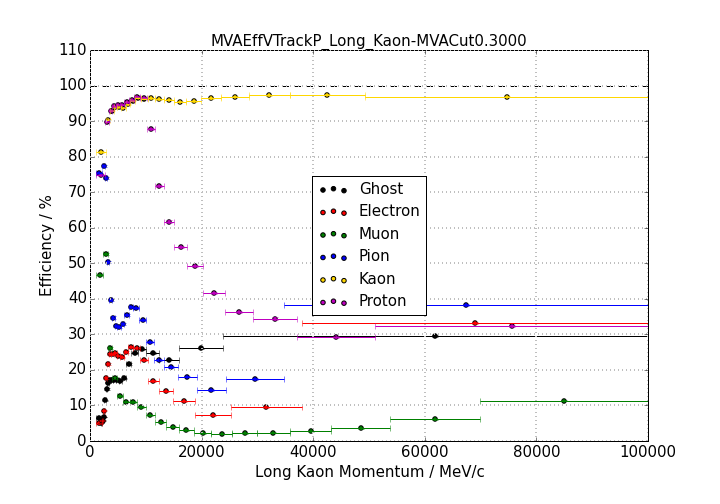 MVAEffVTrackP_Long_Kaon-MVACut0.3000
110
100
90
80
70
60
50
40
30
20
10
0
Efficiency / %
Ghost
Electron
Muon
Pion
Kaon
Proton
0 20000 40000 60000 80000 100000
Long Kaon Momentum / MeV/c